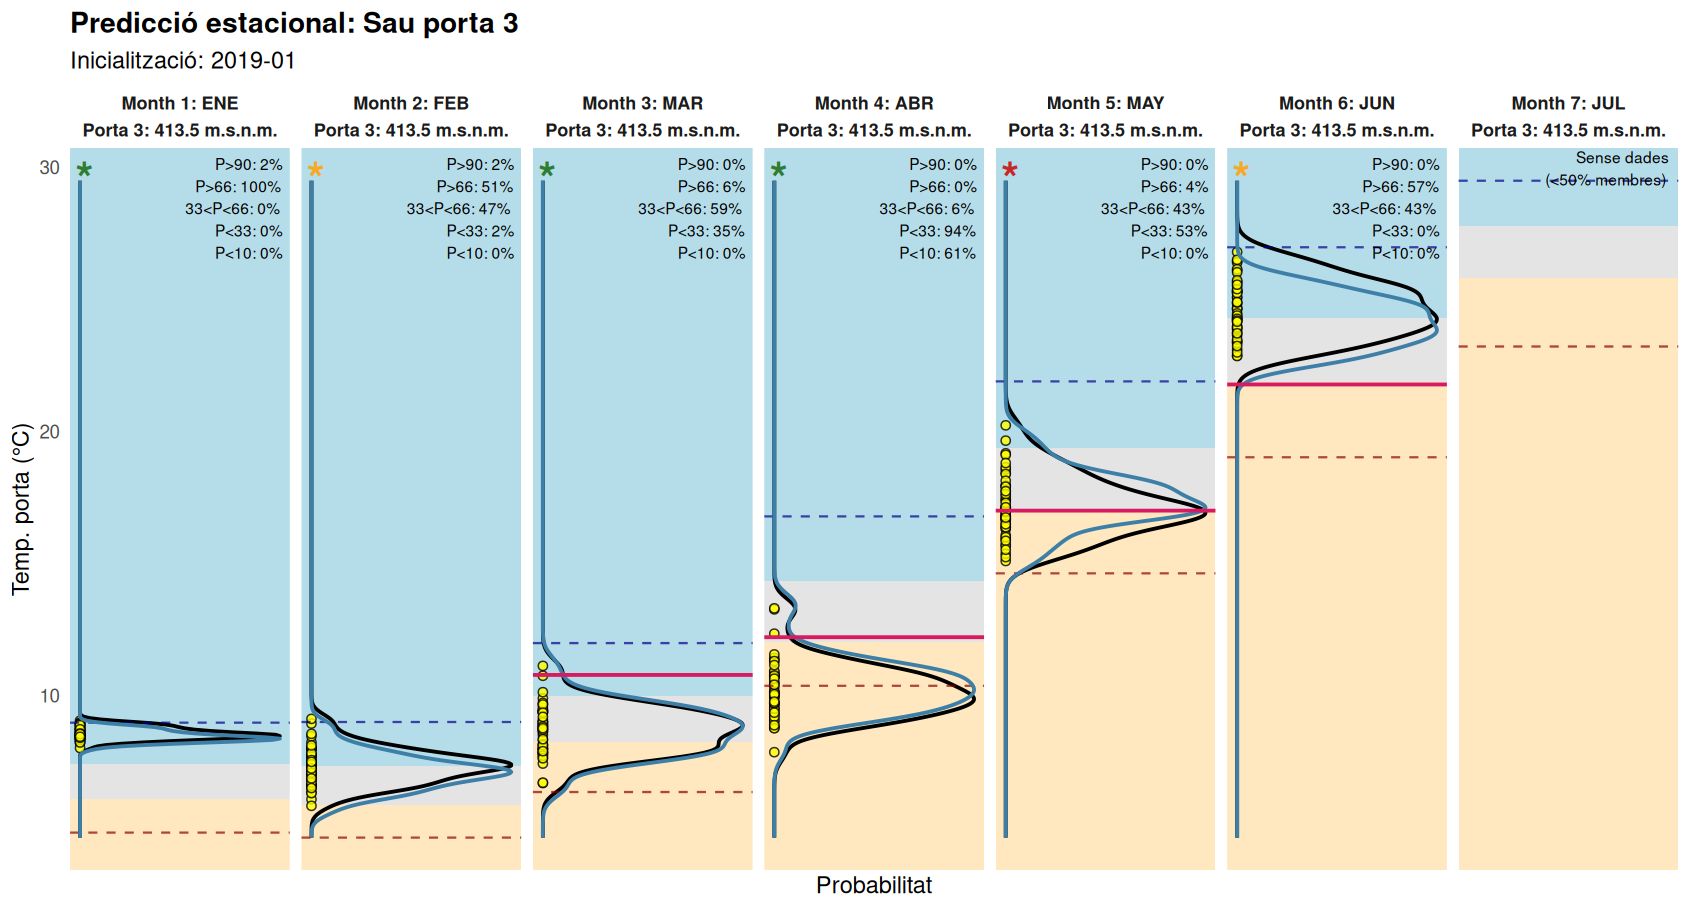 Predicció estacional: Sau porta 3
Inicialització: 2019-01
Month 1: ENE
Porta 3: 413.5 m.s.n.m.
Month 2: FEB
Porta 3: 413.5 m.s.n.m.
Month 3: MAR
Porta 3: 413.5 m.s.n.m.
Month 4: ABR
Porta 3: 413.5 m.s.n.m.
Month 5: MAY
Porta 3: 413.5 m.s.n.m.
Month 6: JUN
Porta 3: 413.5 m.s.n.m.
Month 7: JUL
Porta 3: 413.5 m.s.n.m.
Temp. porta (°C)
30
20
10
*
P>90: 2%
P>66: 100%
33<P<66: 0%
P<33: 0%
P<10: 0%
*
P>90: 2%
P>66: 51%
33<P<66: 47%
P<33: 2%
P<10: 0%
*
P>90: 0%
P>66: 6%
33<P<66: 59%
P<33: 35%
P<10: 0%
*
P>90: 0%
P>66: 0%
33<P<66: 6%
P<33: 94%
P<10: 61%
*
P>90: 0%
P>66: 4%
33<P<66: 43%
P<33: 53%
P<10: 0%
*
P>90: 0%
P>66: 57%
33<P<66: 43%
P<33: 0%
P<10: 0%
Sense dades
(<50% membres)
Probabilitat